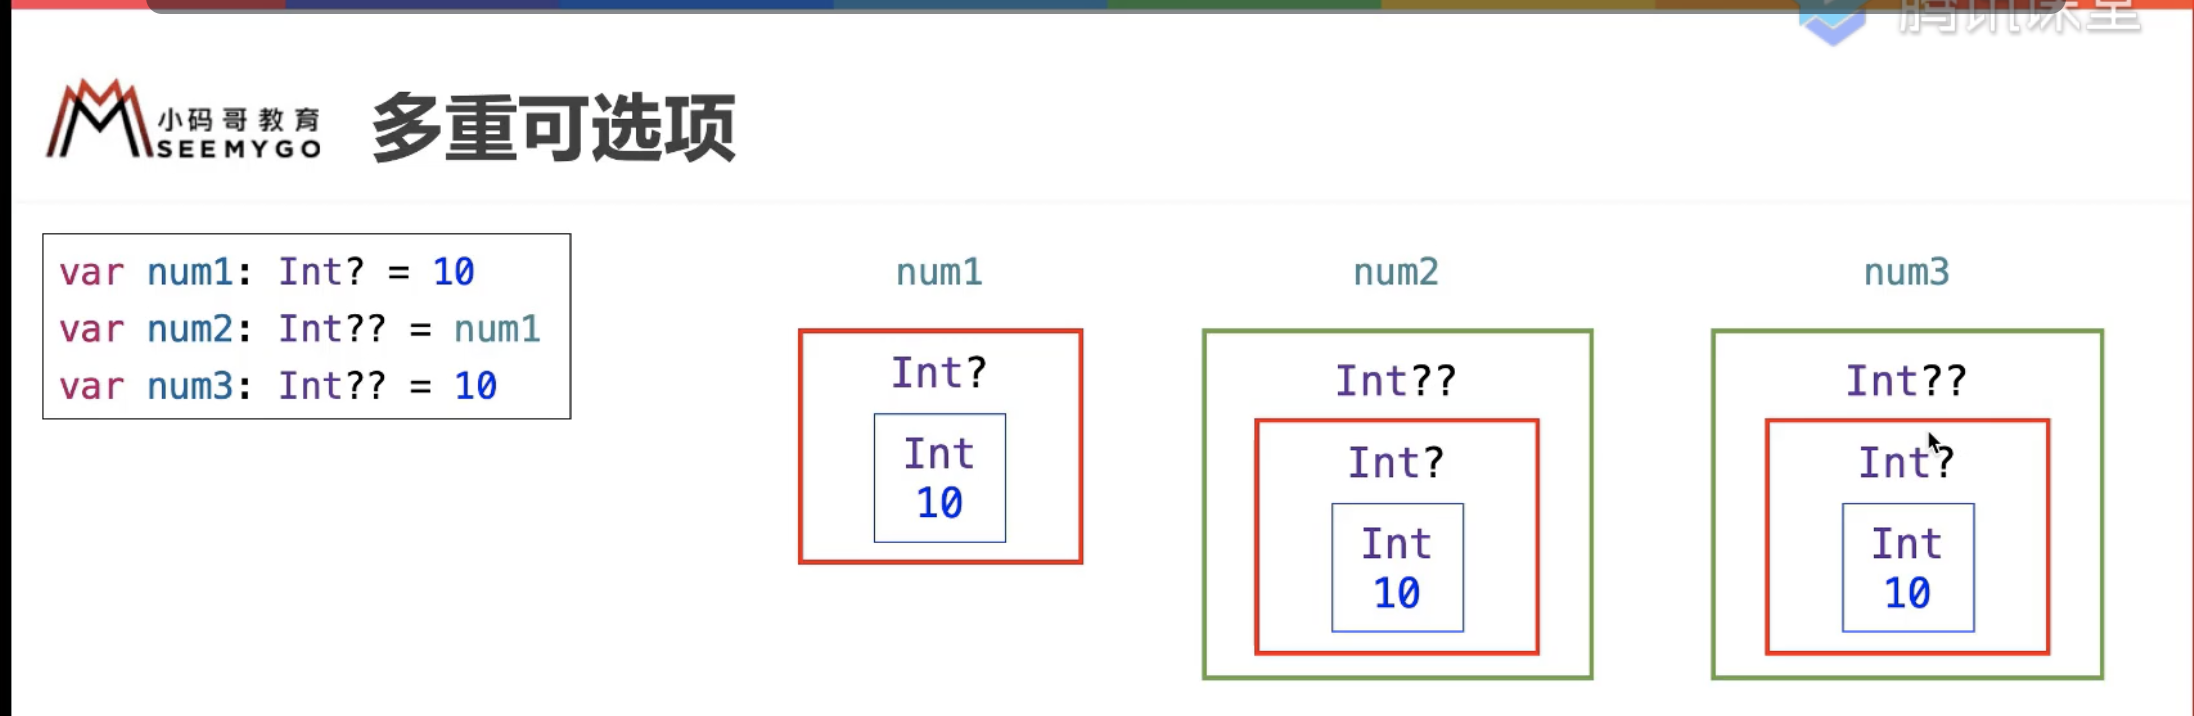 腾讯课堂
小码哥教育
SEEMYGO
多重可选项
var num1: Int? = 10
var num2: Int?? = num1
var num3: Int?? = 10
num1
Int?
Int
10
num2
Int??
Int?
Int
10
num3
Int??
Int?
Int
10